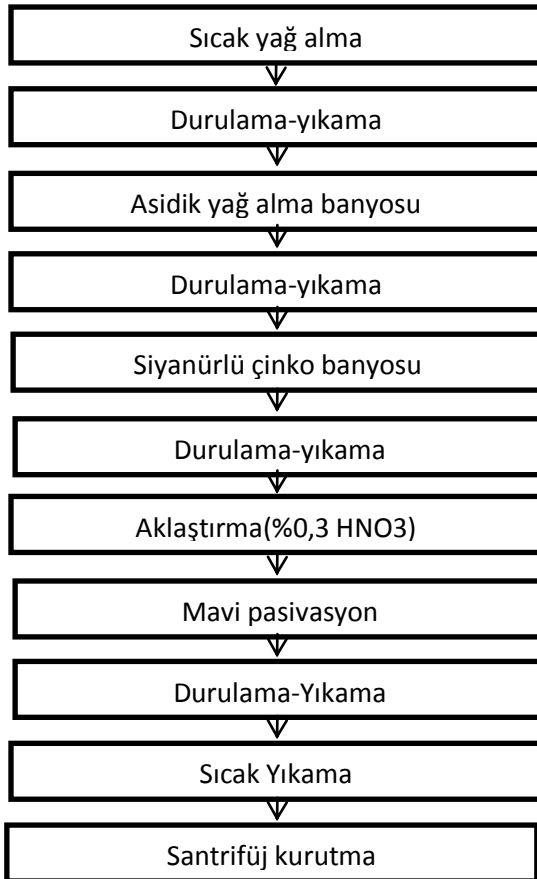 Sıcak yağ alma
Durulama-yıkama
Asidik yağ alma banyosu
Durulama-yıkama
Siyanürlü çinko banyosu
Durulama-yıkama
Aklaştırma(%0,3 HNO3)
Mavi pasivasyon
Durulama-Yıkama
Sıcak Yıkama
Santrifüj kurutma